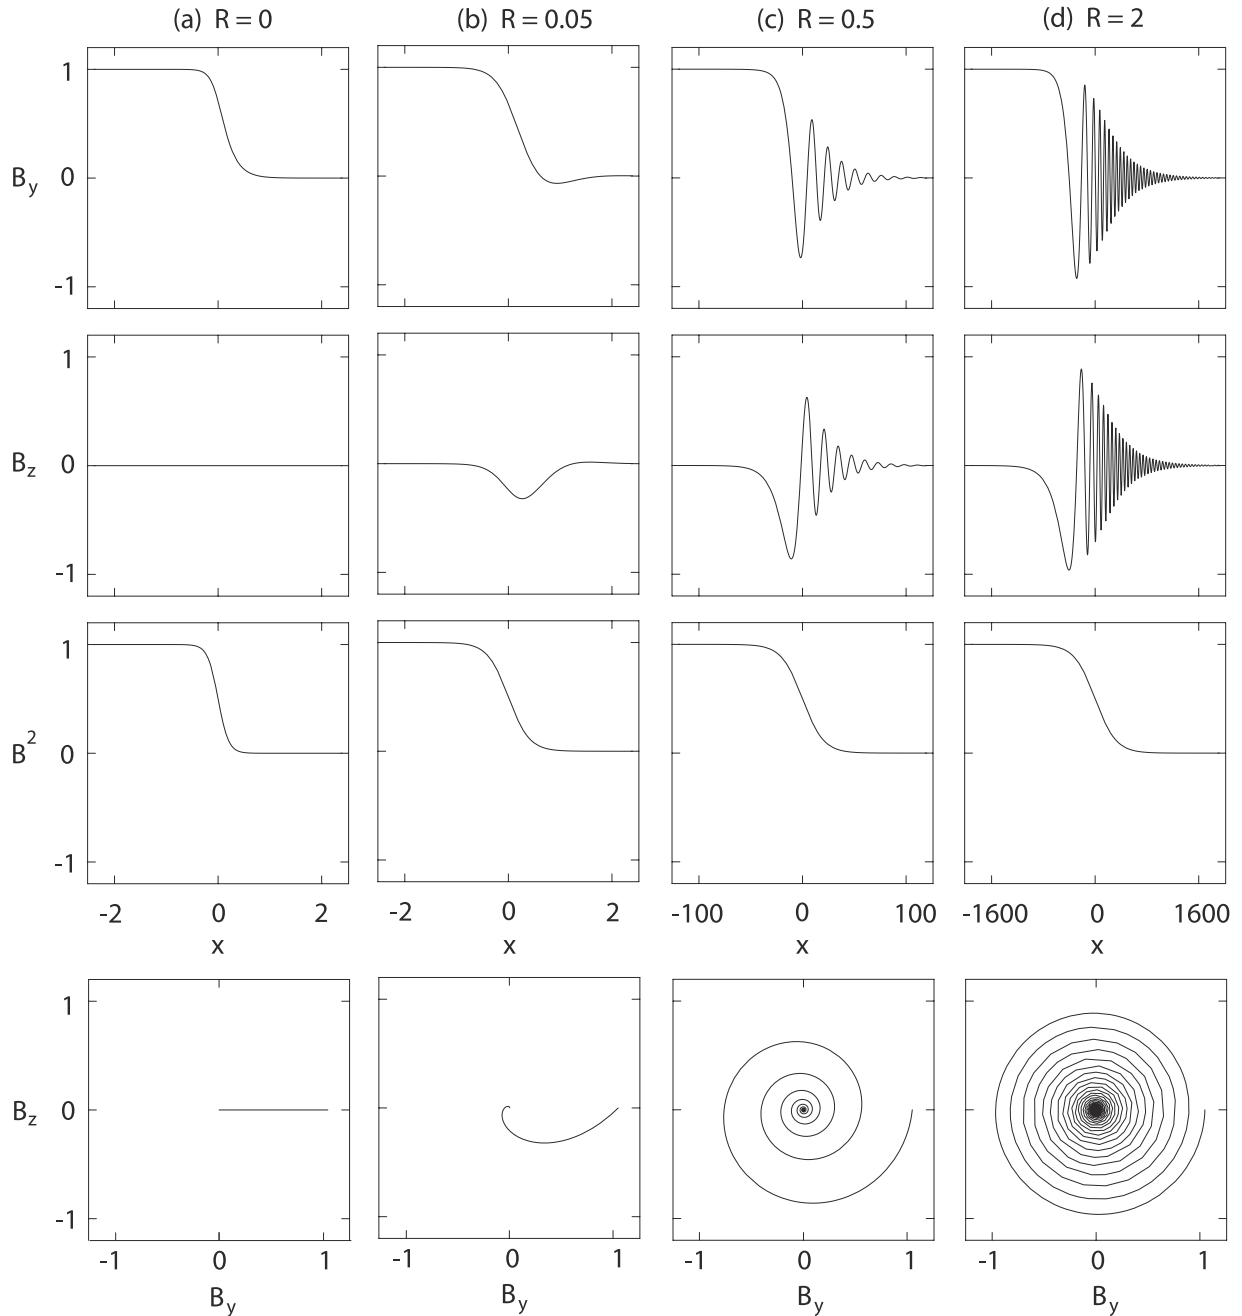 (a) R = 0 (b) R = 0.05 (c) R = 0.5 (d) R = 2
1
B_y 0
-1
1
B_z 0
-1
1
B^2 0
-1
-2 0 2 -2 0 2 -100 0 100 -1600 0 1600
x x x x
1
B_z 0
-1
-1 0 1 -1 0 1 -1 0 1 -1 0 1
B_y B_y B_y B_y